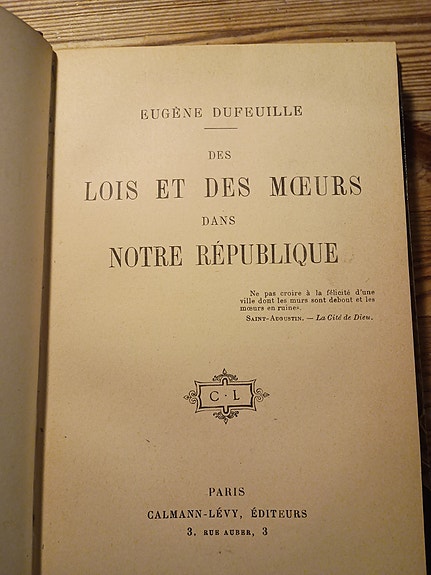 EUGÈNE DUFEUILLE
DES
LOIS ET DES MŒURS
DANS
NOTRE RÉPUBLIQUE
Ne pas croire à la félicité d'une
ville dont les murs sont debout et les
mœurs en ruines.
SAINT-AUGUSTIN. — La Cité de Dieu.
C · L
PARIS
CALMANN-LÉVY, ÉDITEURS
3, RUE AUBER, 3